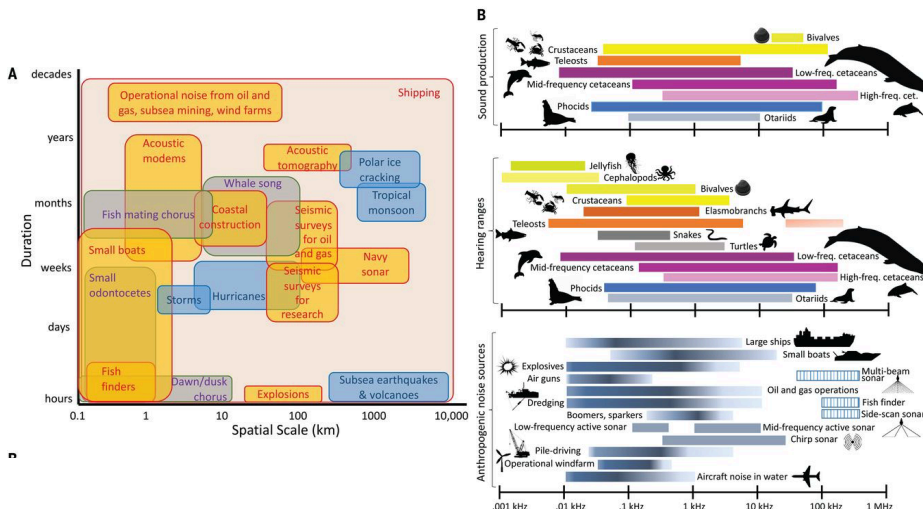 A
decades
years
months
weeks
days
hours
Duration
Operational noise from oil and
gas, subsea mining, wind farms
Shipping
Acoustic
modems
Acoustic
tomography
Polar ice
cracking
Whale song
Tropical
monsoon
Fish mating chorus
Coastal
construction
Seismic
surveys
for oil
and gas
Small boats
Navy
sonar
Small
odontocetes
Storms
Hurricanes
Seismic
surveys for
research
Fish
finders
Dawn/dusk
chorus
Explosions
Subsea earthquakes
& volcanoes
0.1
1
10
100
1000
10,000
Spatial Scale (km)
B
Sound production
Bivalves
Crustaceans
Teleosts
Low-freq. cetaceans
Mid-frequency cetaceans
High-freq. cet.
Phocids
Otariids
Hearing ranges
Jellyfish
Cephalopods
Bivalves
Crustaceans
Elasmobranchs
Teleosts
Snakes
Turtles
Low-freq. cetaceans
Mid-frequency cetaceans
High-freq. cetaceans
Phocids
Otariids
Anthropogenic noise sources
Large ships
Small boats
Explosives
Multi-beam
sonar
Air guns
Oil and gas operations
Dredging
Fish finder
Boomers, sparkers
Side-scan sonar
Low-frequency active sonar
Mid-frequency active sonar
Chirp sonar
Pile-driving
Operational windfarm
Aircraft noise in water
.001 kHz
.01 kHz
.1 kHz
1 kHz
10 kHz
100 kHz
1 MHz